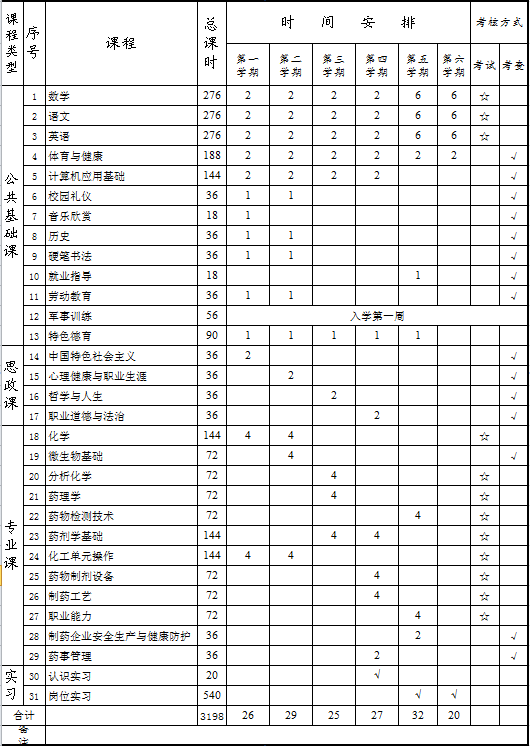 课程类型 序号 课程 总课时 时间安排 考核方式
第一学期 第二学期 第三学期 第四学期 第五学期 第六学期 考试 考查
公共基础课
1 数学 276 2 2 2 2 6 6 ☆
2 语文 276 2 2 2 2 6 6 ☆
3 英语 276 2 2 2 2 6 6 ☆
4 体育与健康 188 2 2 2 2 2 2 √
5 计算机应用基础 144 2 2 2 2 √
6 校园礼仪 36 1 1 √
7 音乐欣赏 18 1 √
8 历史 36 1 1 √
9 硬笔书法 36 1 1 √
10 就业指导 18 1 √
11 劳动教育 36 1 1 √
12 军事训练 56 入学第一周
13 特色德育 90 1 1 1 1 1
思政课
14 中国特色社会主义 36 2 √
15 心理健康与职业生涯 36 2 √
16 哲学与人生 36 2 √
17 职业道德与法治 36 2 √
专业课
18 化学 144 4 4 ☆
19 微生物基础 72 4 √
20 分析化学 72 4 ☆
21 药理学 72 4 ☆
22 药物检测技术 72 4 ☆
23 药剂学基础 144 4 4 ☆
24 化工单元操作 144 4 4 ☆
25 药物制剂设备 72 4 ☆
26 制药工艺 72 4 ☆
27 职业能力 72 4 ☆
28 制药企业安全生产与健康防护 36 2 √
29 药事管理 36 2 √
实习
30 认识实习 20 √
31 岗位实习 540 √ √
合计 3198 26 29 25 27 32 20
备注